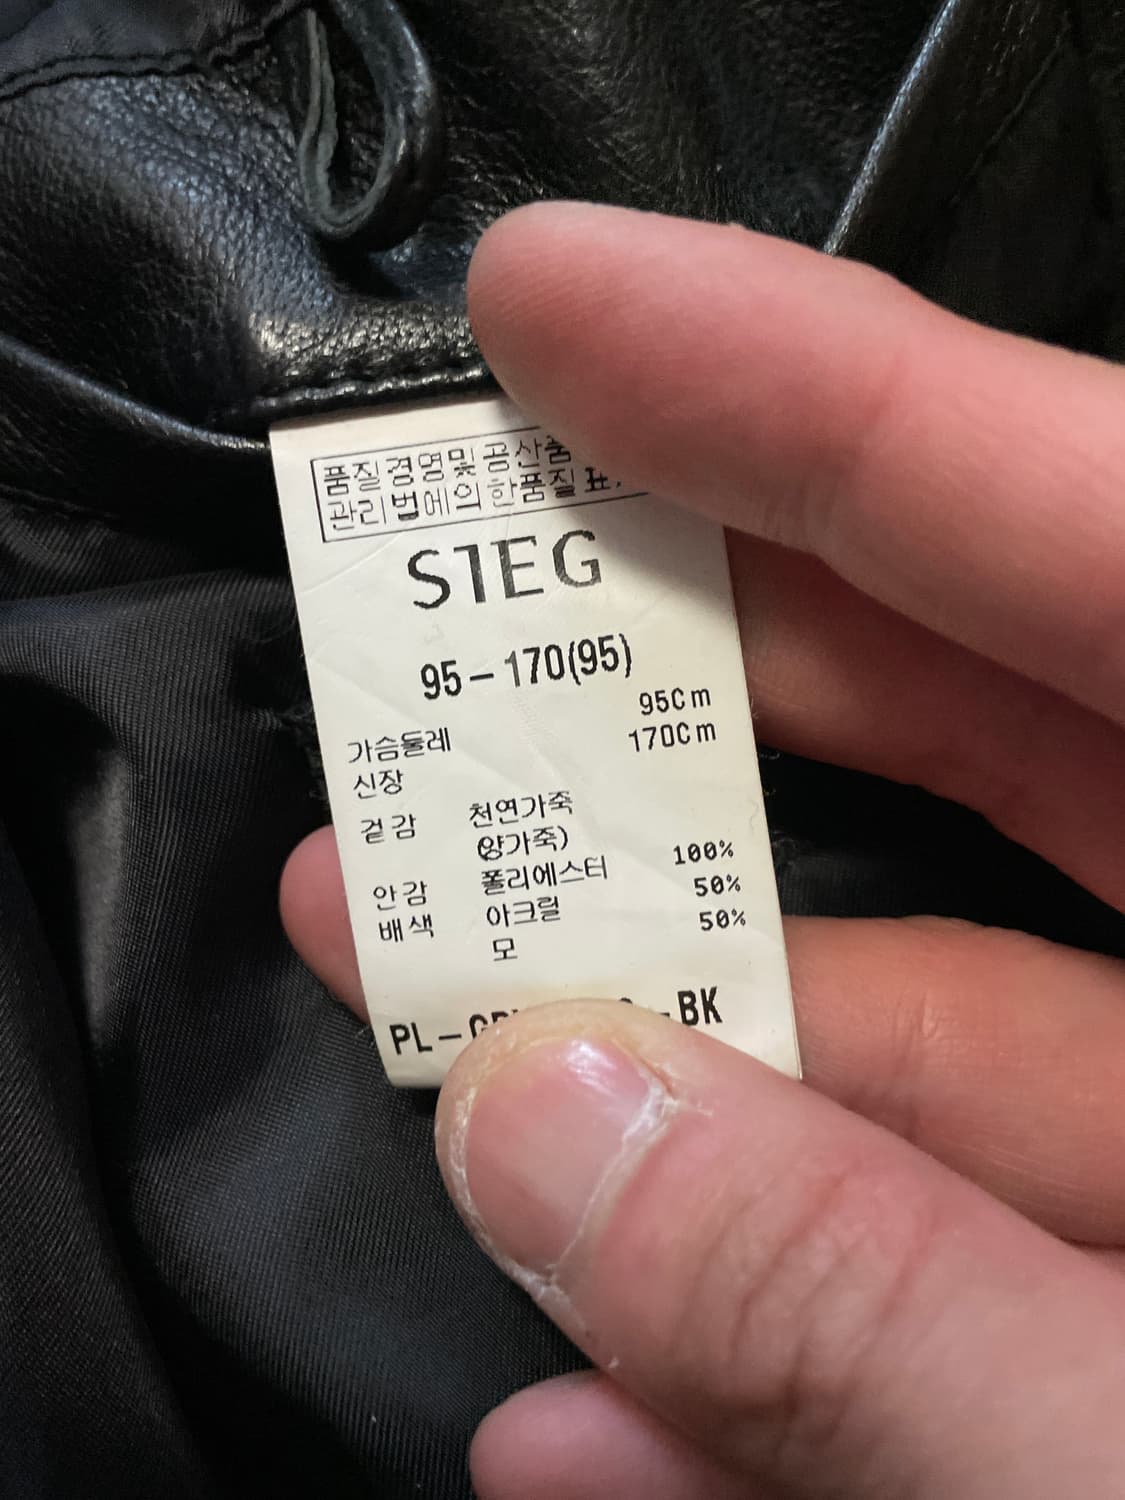 품질경영및공산품
관리법에의한품질표
SIEG
95-170(95)
가슴둘레 95Cm
신장 170Cm
겉감 천연가죽
(양가죽)
안감 폴리에스터 100%
배색 아크릴 50%
모 50%
PL-      -BK